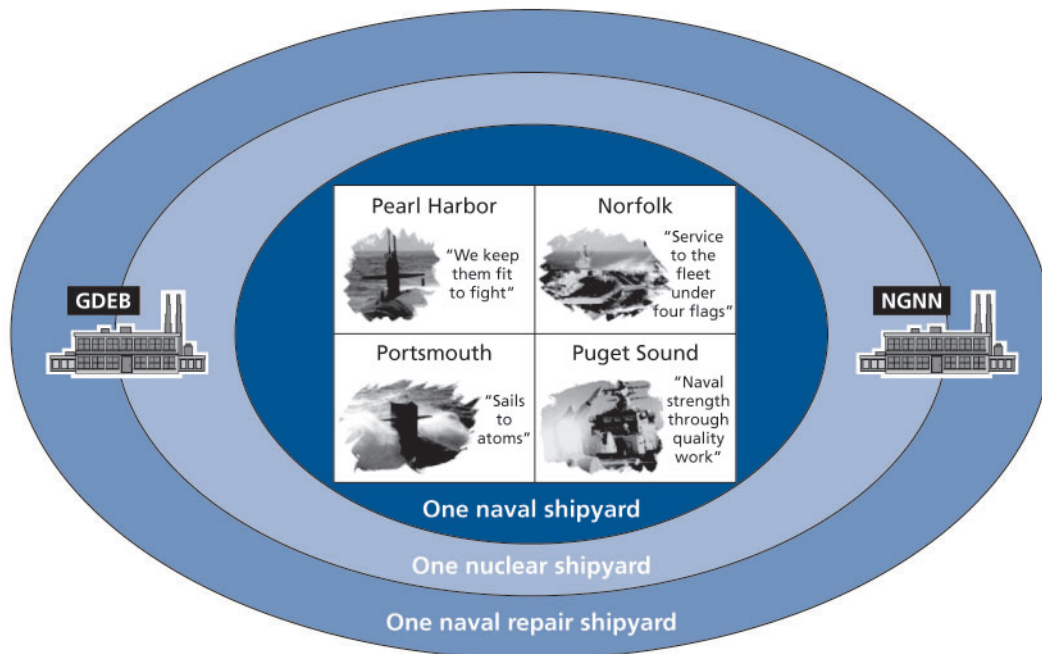 Pearl Harbor
“We keep
them fit
to fight”
Norfolk
“Service
to the
fleet
under
four flags”
GDEB
NGNN
Portsmouth
“Sails
to
atoms”
Puget Sound
“Naval
strength
through
quality
work”
One naval shipyard
One nuclear shipyard
One naval repair shipyard